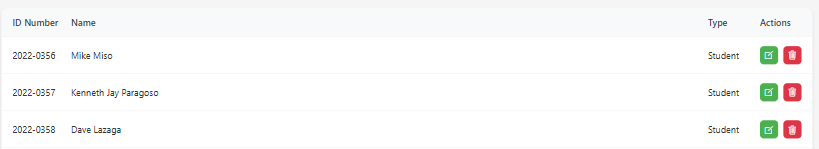 ID Number Name Type Actions
2022-0356 Mike Miso Student
2022-0357 Kenneth Jay Paragoso Student
2022-0358 Dave Lazaga Student